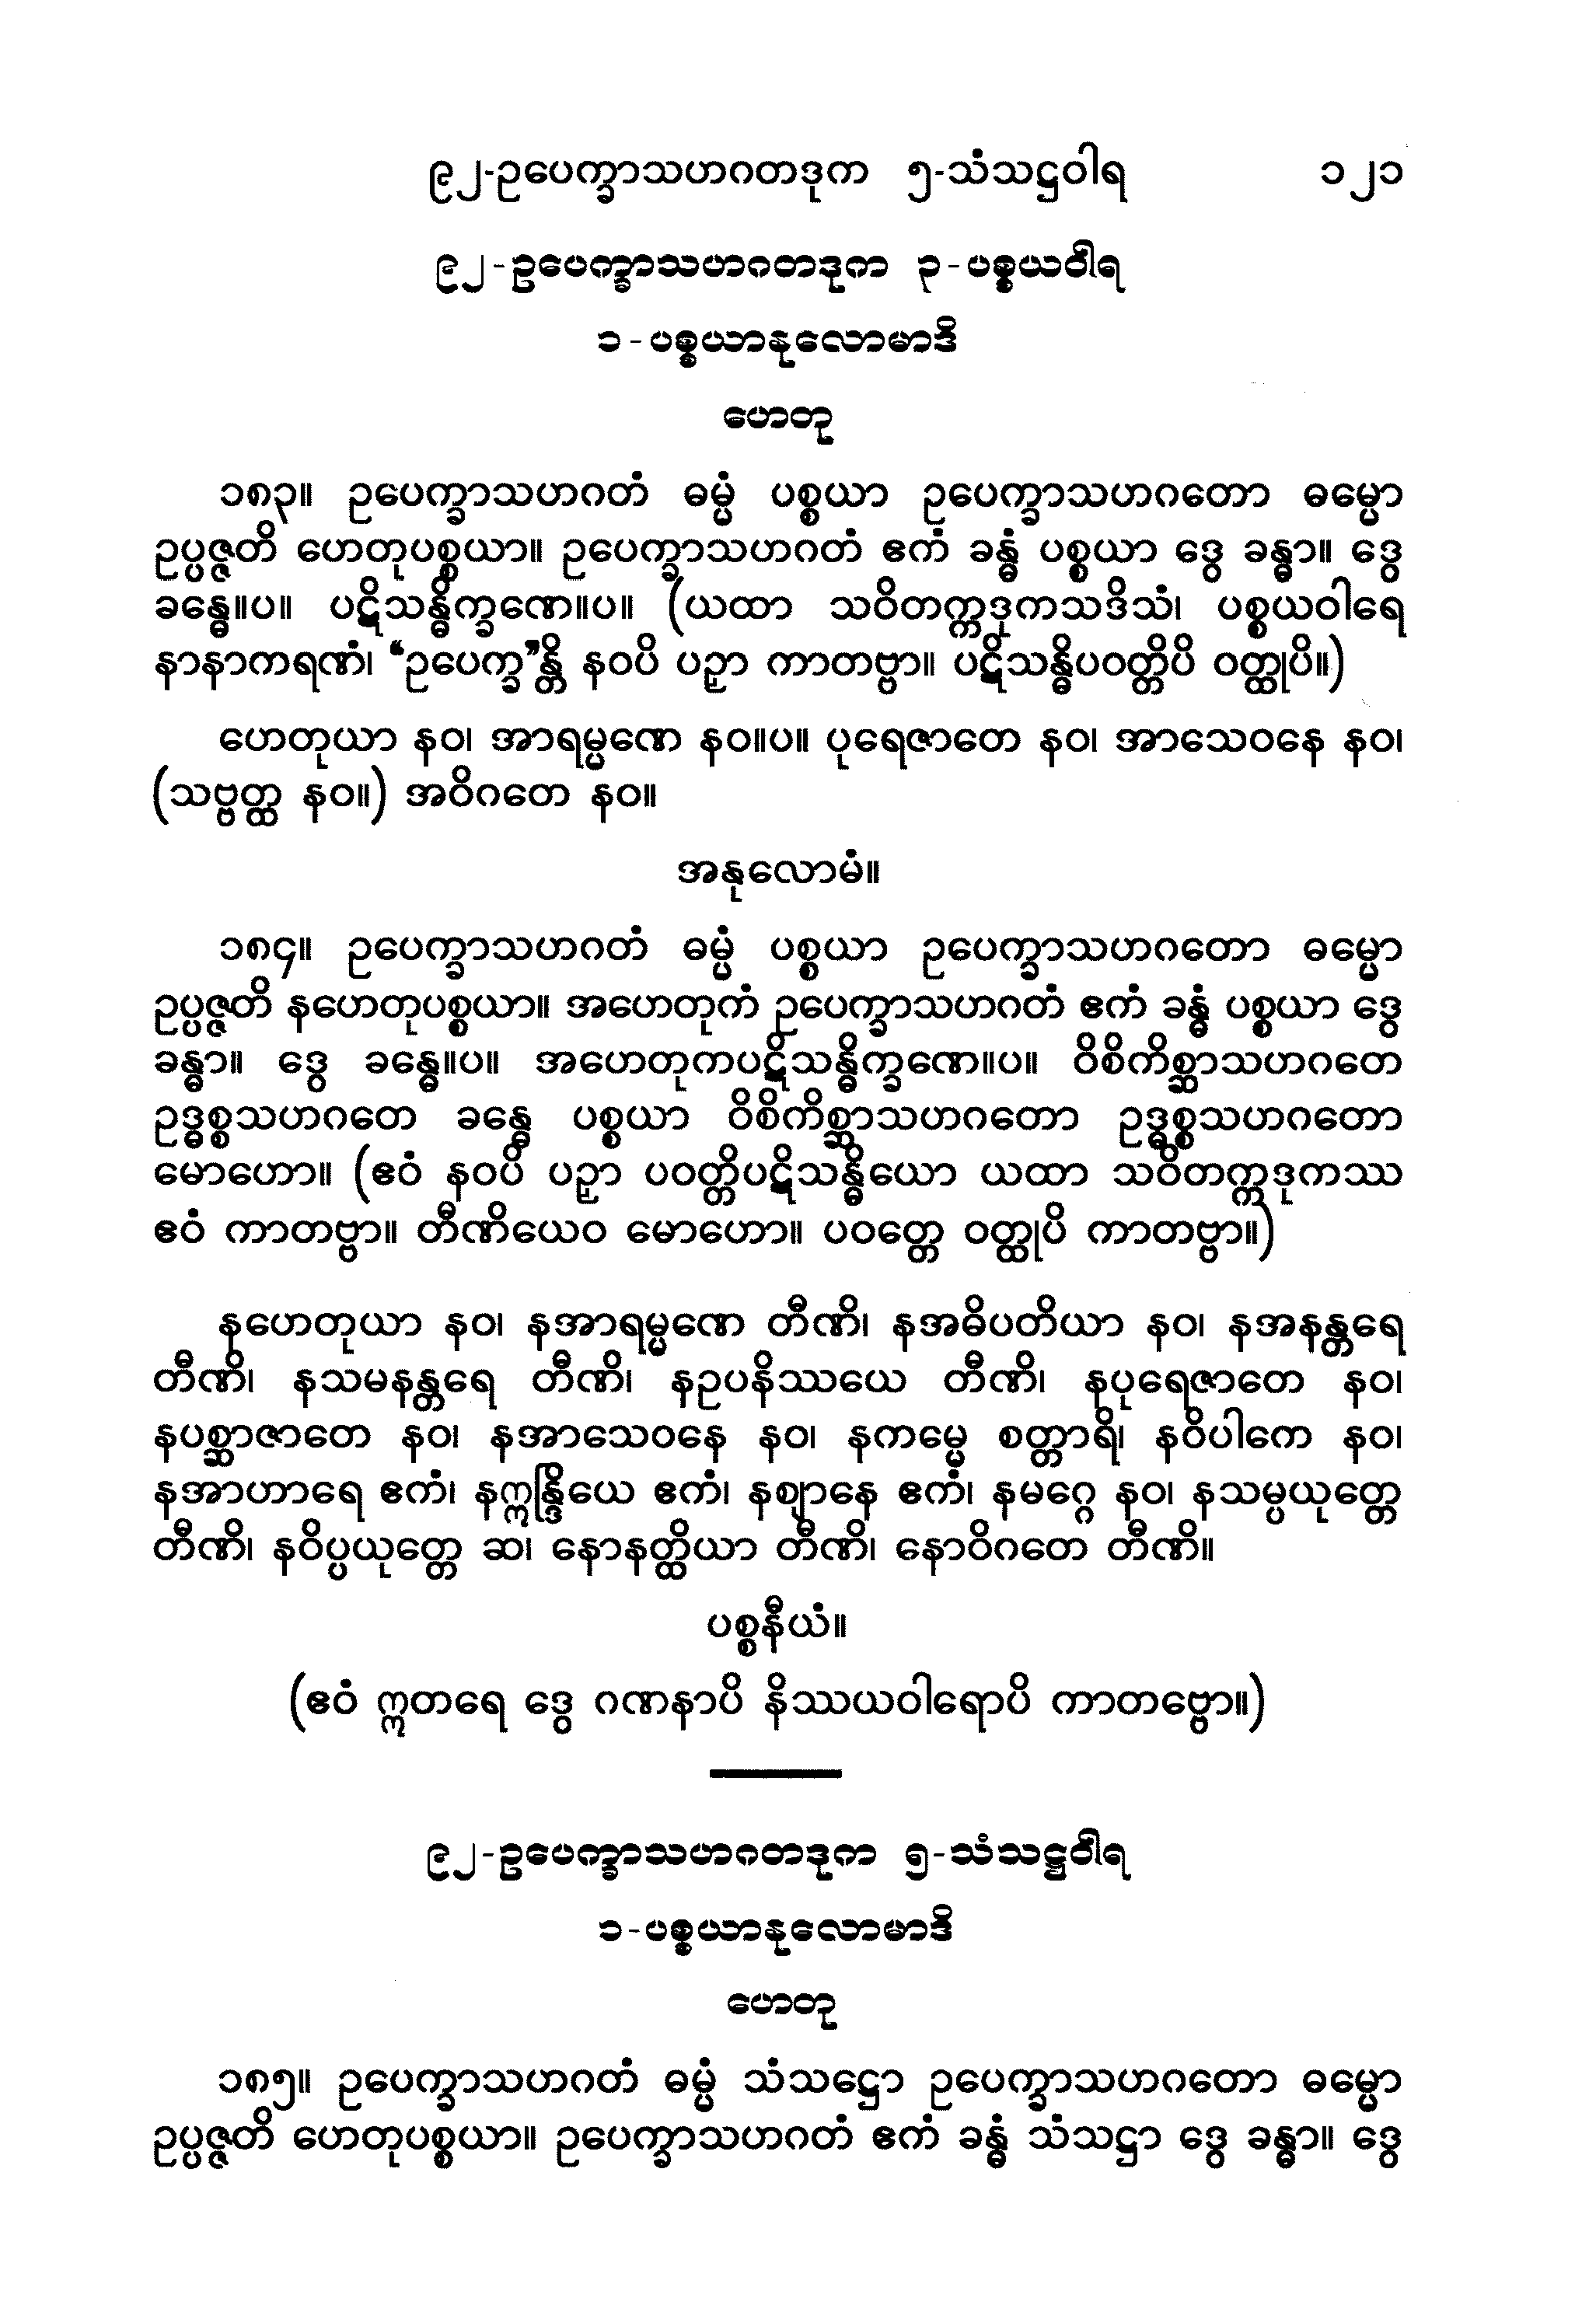 ၉၂-ဥပေက္ခာသဟဂတဒုက ၅-သံသဋ္ဌဝါရ ၁၂၁
၉၂-ဥပေက္ခာသဟဂတဒုက ၃-ပစ္စယဝါရ
၁-ပစ္စယာနုလောမာဒိ
ဟေတု
၁၈၃။ ဥပေက္ခာသဟဂတံ ဓမ္မံ ပစ္စယာ ဥပေက္ခာသဟဂတော ဓမ္မော
ဥပ္ပဇ္ဇတိ ဟေတုပစ္စယာ။ ဥပေက္ခာသဟဂတံ ဧကံ ခန္ဓံ ပစ္စယာ ဒွေ ခန္ဓာ။ ဒွေ
ခန္ဓေ။ပ။ ပဋိသန္ဓိက္ခဏေ။ပ။ (ယထာ သဝိတက္ကဒုကသဒိသံ၊ ပစ္စယဝါရေ
နာနာကရဏံ၊ “ဥပေက္ခ”န္တိ နဝပိ ပဉှာ ကာတဗ္ဗာ။ ပဋိသန္ဓိပဝတ္တိပိ ဝတ္ထုပိ။)
ဟေတုယာ နဝ၊ အာရမ္မဏေ နဝ။ပ။ ပုရေဇာတေ နဝ၊ အာသေဝနေ နဝ၊
(သဗ္ဗတ္ထ နဝ။) အဝိဂတေ နဝ။
အနုလောမံ။
၁၈၄။ ဥပေက္ခာသဟဂတံ ဓမ္မံ ပစ္စယာ ဥပေက္ခာသဟဂတော ဓမ္မော
ဥပ္ပဇ္ဇတိ နဟေတုပစ္စယာ။ အဟေတုကံ ဥပေက္ခာသဟဂတံ ဧကံ ခန္ဓံ ပစ္စယာ ဒွေ
ခန္ဓာ။ ဒွေ ခန္ဓေ။ပ။ အဟေတုကပဋိသန္ဓိက္ခဏေ။ပ။ ဝိစိကိစ္ဆာသဟဂတေ
ဥဒ္ဓစ္စသဟဂတေ ခန္ဓေ ပစ္စယာ ဝိစိကိစ္ဆာသဟဂတော ဥဒ္ဓစ္စသဟဂတော
မောဟော။ (ဧဝံ နဝပိ ပဉှာ ပဝတ္တိပဋိသန္ဓိယော ယထာ သဝိတက္ကဒုကဿ
ဧဝံ ကာတဗ္ဗာ။ တီဏိယေဝ မောဟော။ ပဝတ္တေ ဝတ္ထုပိ ကာတဗ္ဗာ။)
နဟေတုယာ နဝ၊ နအာရမ္မဏေ တီဏိ၊ နအဓိပတိယာ နဝ၊ နအနန္တရေ
တီဏိ၊ နသမနန္တရေ တီဏိ၊ နဥပနိဿယေ တီဏိ၊ နပုရေဇာတေ နဝ၊
နပစ္ဆာဇာတေ နဝ၊ နအာသေဝနေ နဝ၊ နကမ္မေ စတ္တာရိ၊ နဝိပါကေ နဝ၊
နအာဟာရေ ဧကံ၊ နဣန္ဒြိယေ ဧကံ၊ နဈာနေ ဧကံ၊ နမဂ္ဂေ နဝ၊ နသမ္ပယုတ္တေ
တီဏိ၊ နဝိပ္ပယုတ္တေ ဆ၊ နောနတ္ထိယာ တီဏိ၊ နောဝိဂတေ တီဏိ။
ပစ္စနီယံ။
(ဧဝံ ဣတရေ ဒွေ ဂဏနာပိ နိဿယဝါရောပိ ကာတဗ္ဗော။)
၉၂-ဥပေက္ခာသဟဂတဒုက ၅-သံသဋ္ဌဝါရ
၁-ပစ္စယာနုလောမာဒိ
ဟေတု
၁၈၅။ ဥပေက္ခာသဟဂတံ ဓမ္မံ သံသဋ္ဌော ဥပေက္ခာသဟဂတော ဓမ္မော
ဥပ္ပဇ္ဇတိ ဟေတုပစ္စယာ။ ဥပေက္ခာသဟဂတံ ဧကံ ခန္ဓံ သံသဋ္ဌာ ဒွေ ခန္ဓာ။ ဒွေ